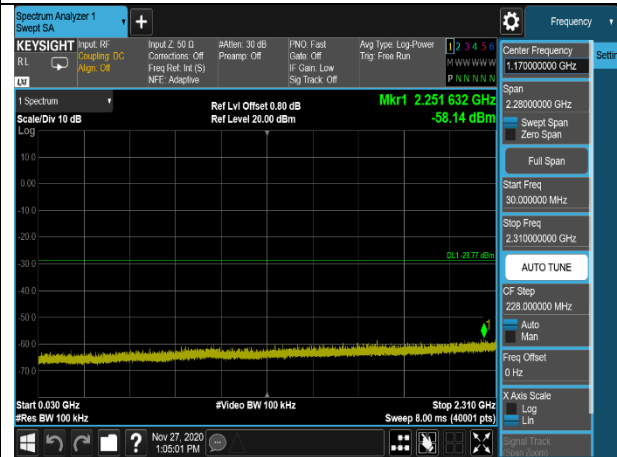 Spectrum Analyzer 1
Swept SA
Frequency
KEYSIGHT
RL
Input: RF
Coupling: DC
Align: Off
Input Z: 50 Ω
Corrections: Off
Freq Ref: Int (S)
NFE: Adaptive
#Atten: 30 dB
Preamp: Off
PNO: Fast
Gate: Off
IF Gain: Low
Sig Track: Off
Avg Type: Log-Power
Trig: Free Run
1 2 3 4 5 6
M W W W W W
P N N N N N
LXI
1 Spectrum
Scale/Div 10 dB
Log
Ref Lvl Offset 0.80 dB
Ref Level 20.00 dBm
Mkr1 2.251 632 GHz
-58.14 dBm
10.0
0.00
-10.0
-20.0
DL1 -28.77 dBm
-30.0
-40.0
-50.0
1
-60.0
-70.0
Start 0.030 GHz
#Res BW 100 kHz
#Video BW 100 kHz
Stop 2.310 GHz
Sweep 8.00 ms (40001 pts)
?
Nov 27, 2020
1:05:01 PM
Center Frequency
1.170000000 GHz
Settin
Span
2.28000000 GHz
Swept Span
Zero Span
Full Span
Start Freq
30.000000 MHz
Stop Freq
2.310000000 GHz
AUTO TUNE
CF Step
228.000000 MHz
Auto
Man
Freq Offset
0 Hz
X Axis Scale
Log
Lin
Signal Track
(Span Zoom)